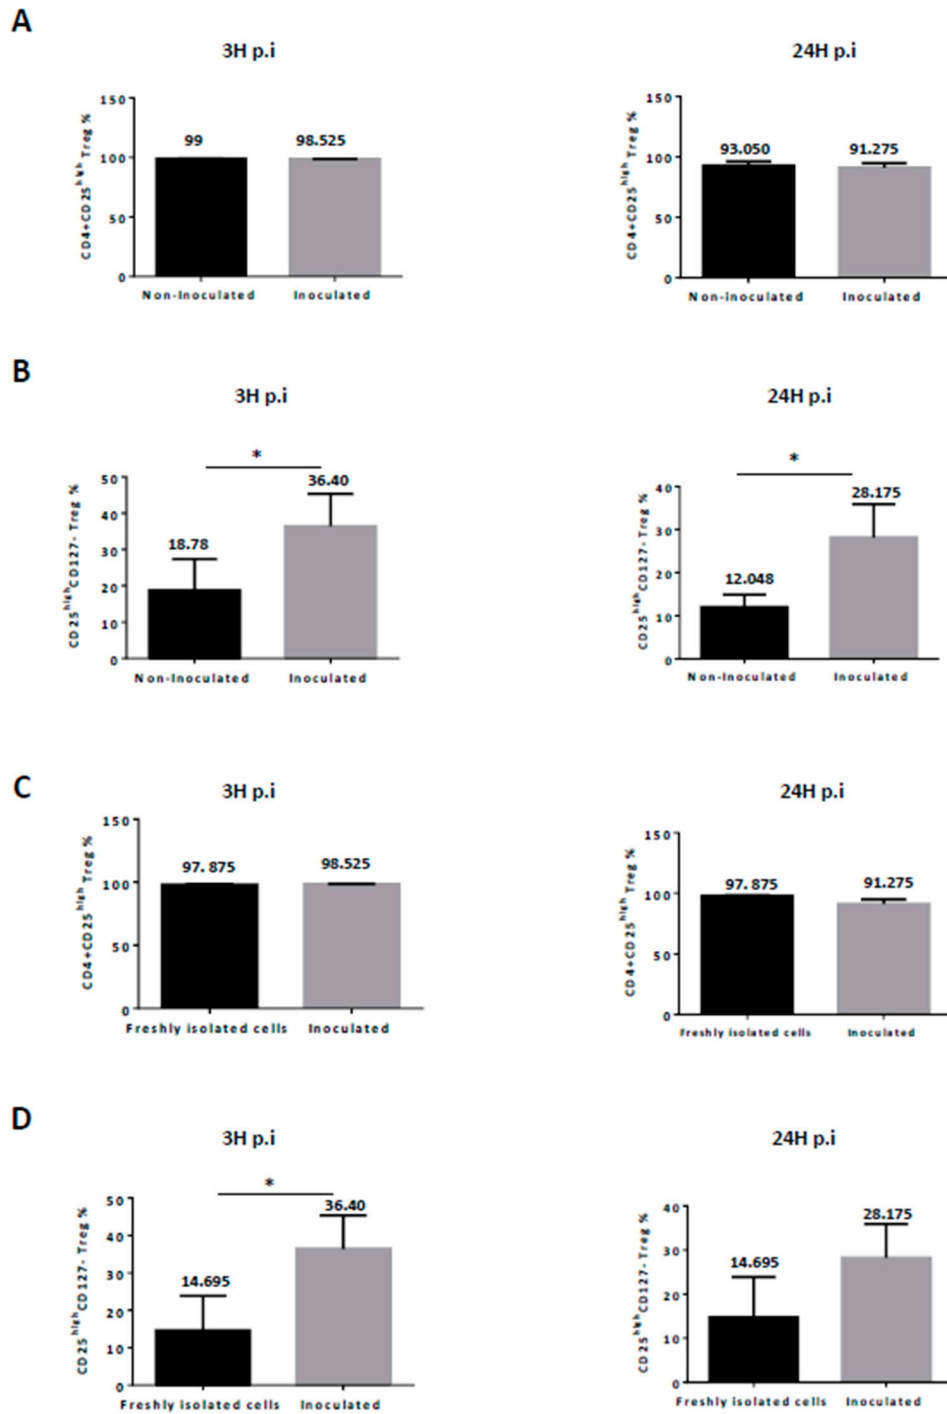 A
3H p.i
24H p.i
CD4+CD25high Treg %
150
100
50
0
99
98.525
Non-Inoculated
Inoculated
CD4+CD25high Treg %
150
100
50
0
93.050
91.275
Non-inoculated
Inoculated
B
3H p.i
24H p.i
*
CD25highCD127- Treg %
50
40
30
20
10
0
18.78
36.40
Non-Inoculated
Inoculated
*
CD25highCD127- Treg %
40
30
20
10
0
12.048
28.175
Non-inoculated
Inoculated
C
3H p.i
24H p.i
CD4+CD25high Treg %
150
100
50
0
97.875
98.525
Freshly isolated cells
Inoculated
CD4+CD25high Treg %
150
100
50
0
97.875
91.275
Freshly isolated cells
Inoculated
D
3H p.i
24H p.i
*
CD25highCD127- Treg %
50
40
30
20
10
0
14.695
36.40
Freshly isolated cells
Inoculated
CD25highCD127- Treg %
40
30
20
10
0
14.695
28.175
Freshly isolated cells
Inoculated